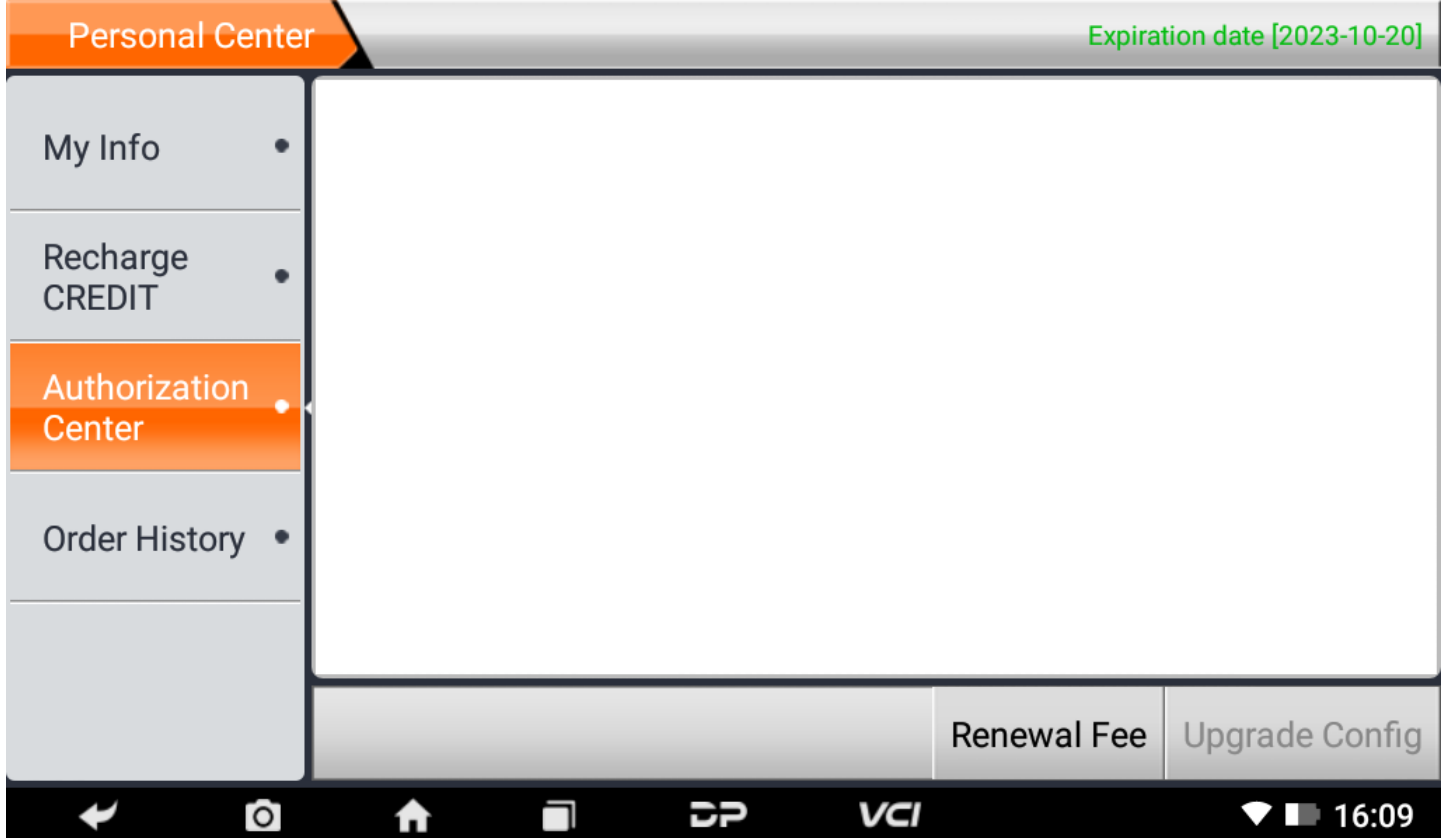 Personal Center
Expiration date [2023-10-20]
My Info
Recharge
CREDIT
Authorization
Center
Order History
Renewal Fee
Upgrade Config
DP
VCI
16:09